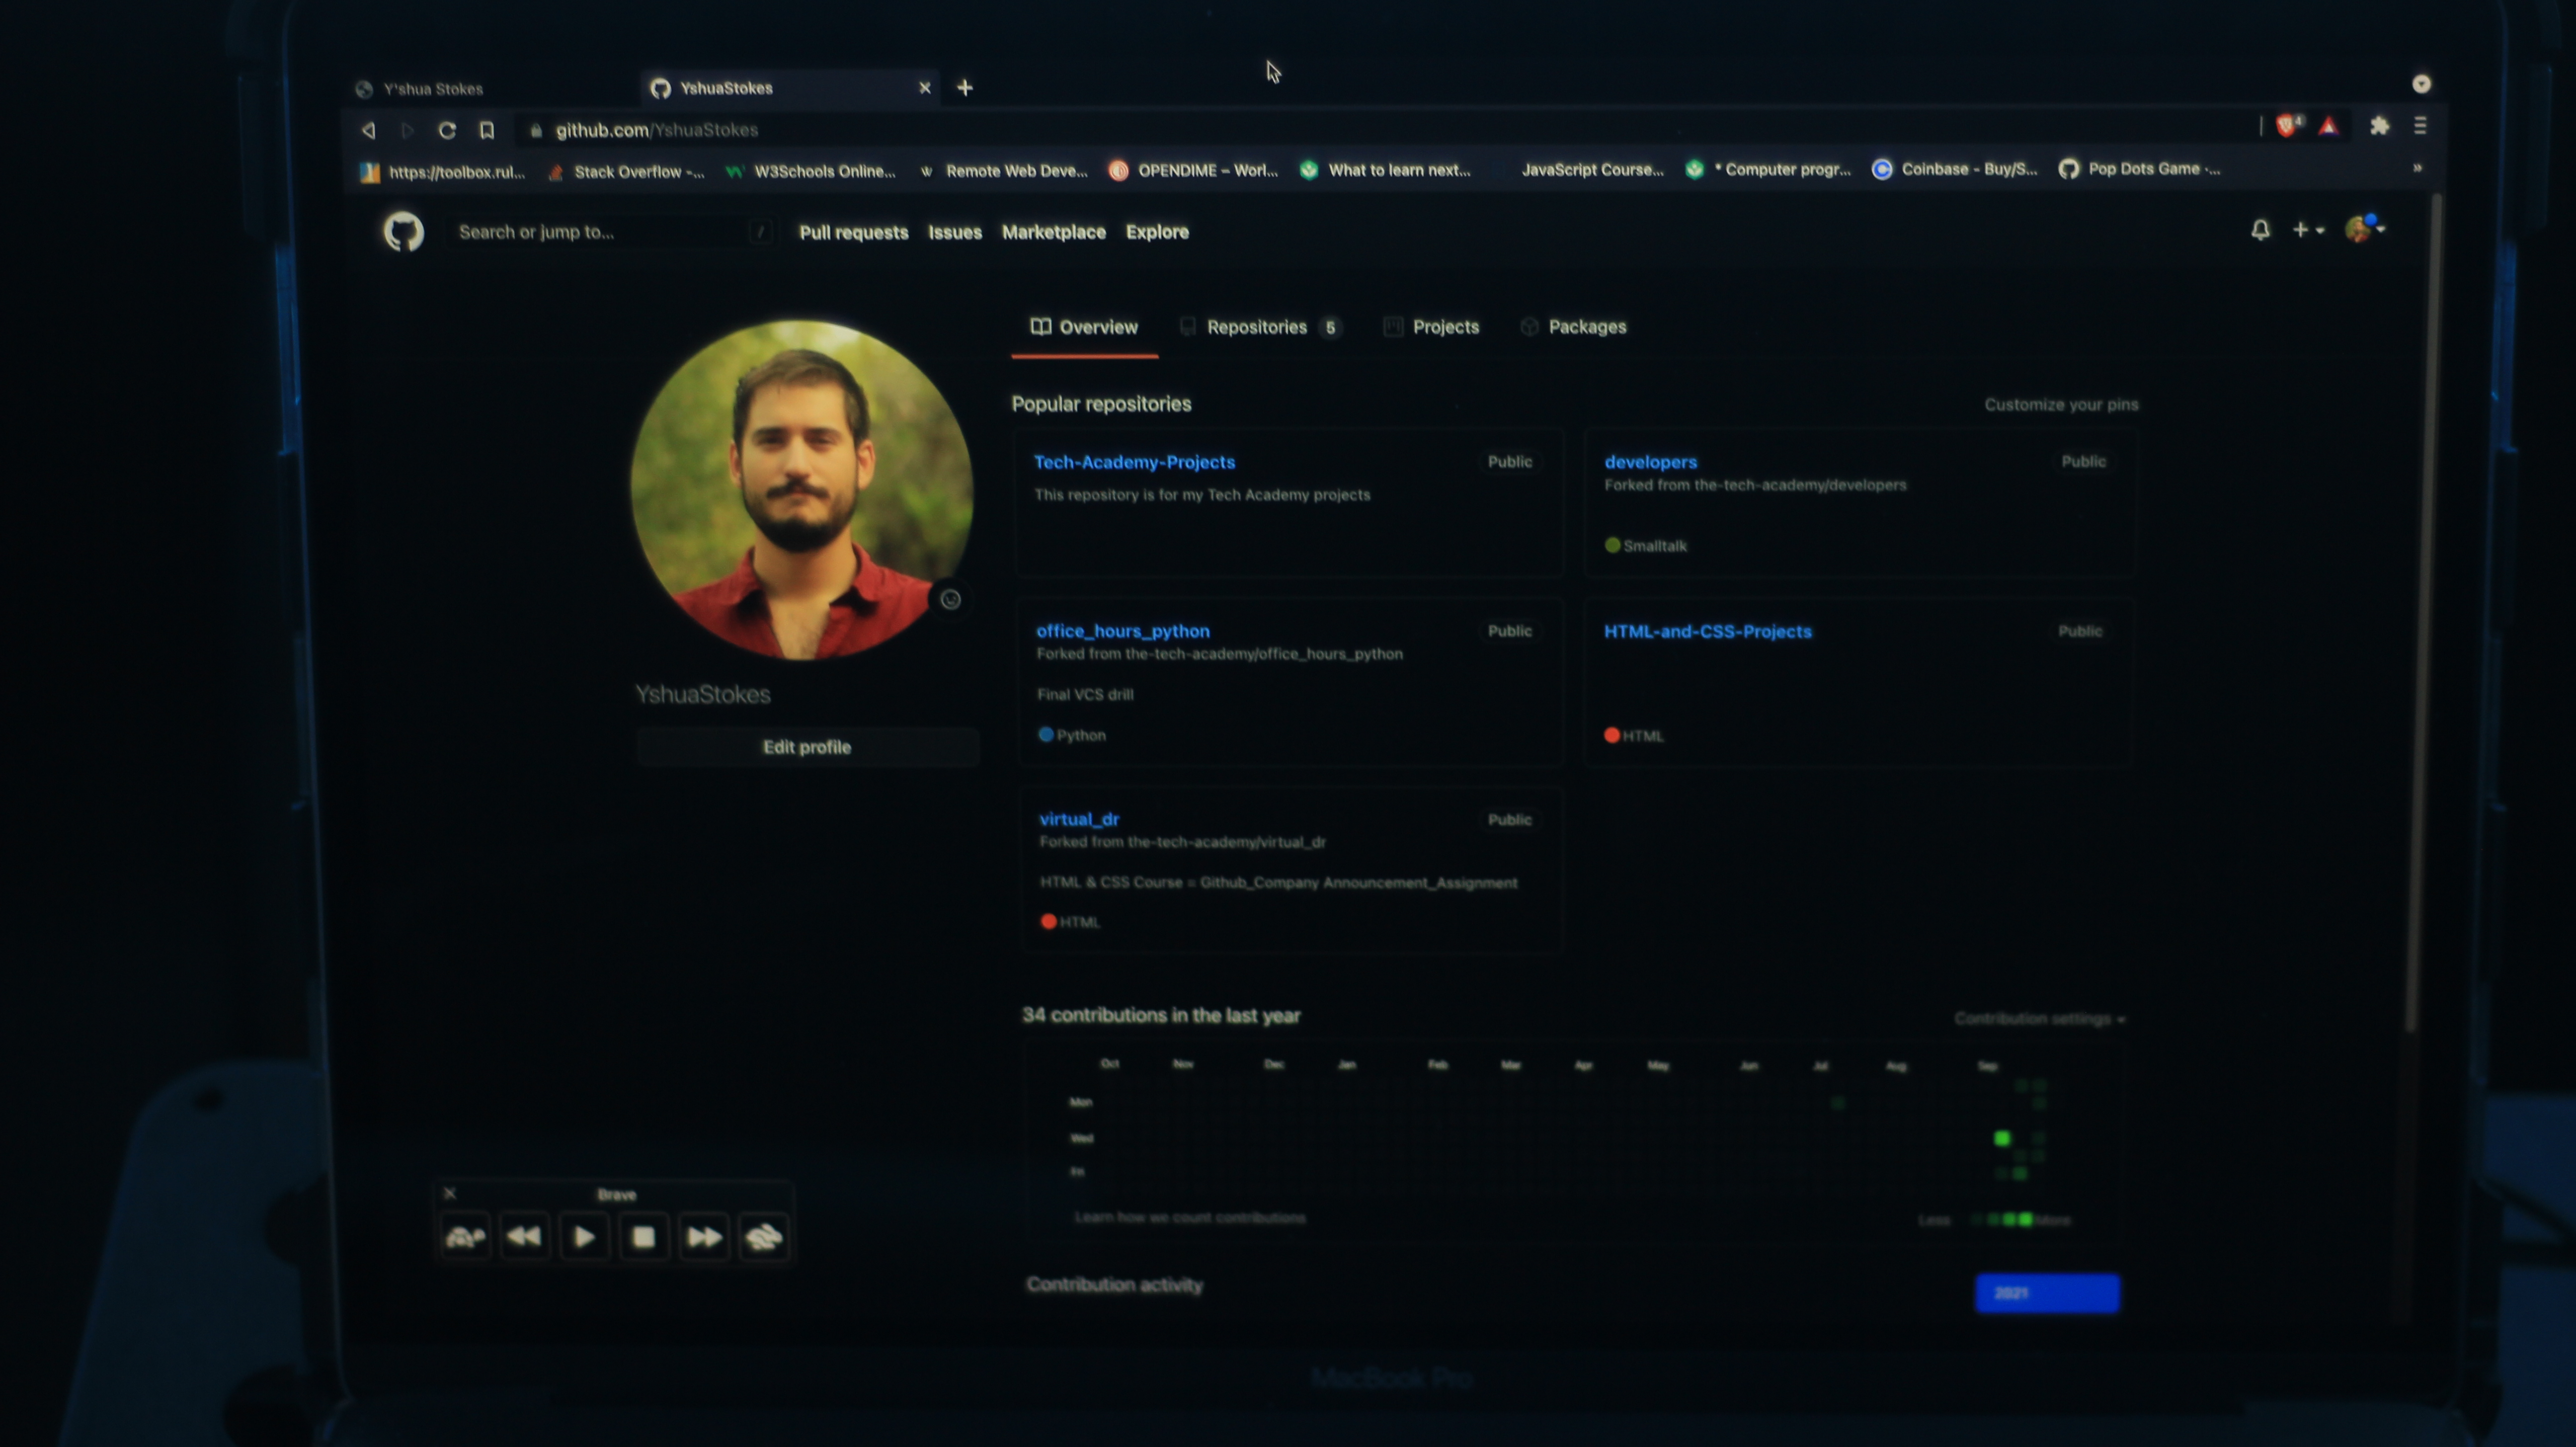 Y'shua Stokes
YshuaStokes
github.com/YshuaStokes
4
https://toolbox.rul...
Stack Overflow -...
W3Schools Online...
Remote Web Deve...
OPENDIME – Worl...
What to learn next...
JavaScript Course...
* Computer progr...
Coinbase - Buy/S...
Pop Dots Game ·...
»
Search or jump to...
/
Pull requests
Issues
Marketplace
Explore
Overview
Repositories 5
Projects
Packages
YshuaStokes
Edit profile
Popular repositories
Customize your pins
Tech-Academy-Projects
Public
This repository is for my Tech Academy projects
developers
Public
Forked from the-tech-academy/developers
Smalltalk
office_hours_python
Public
Forked from the-tech-academy/office_hours_python
Final VCS drill
Python
HTML-and-CSS-Projects
Public
HTML
virtual_dr
Public
Forked from the-tech-academy/virtual_dr
HTML & CSS Course = Github_Company Announcement_Assignment
HTML
34 contributions in the last year
Contribution settings
Oct Nov Dec Jan Feb Mar Apr May Jun Jul Aug Sep
Mon
Wed
Fri
Learn how we count contributions
Less More
Contribution activity
2021
Brave
MacBook Pro